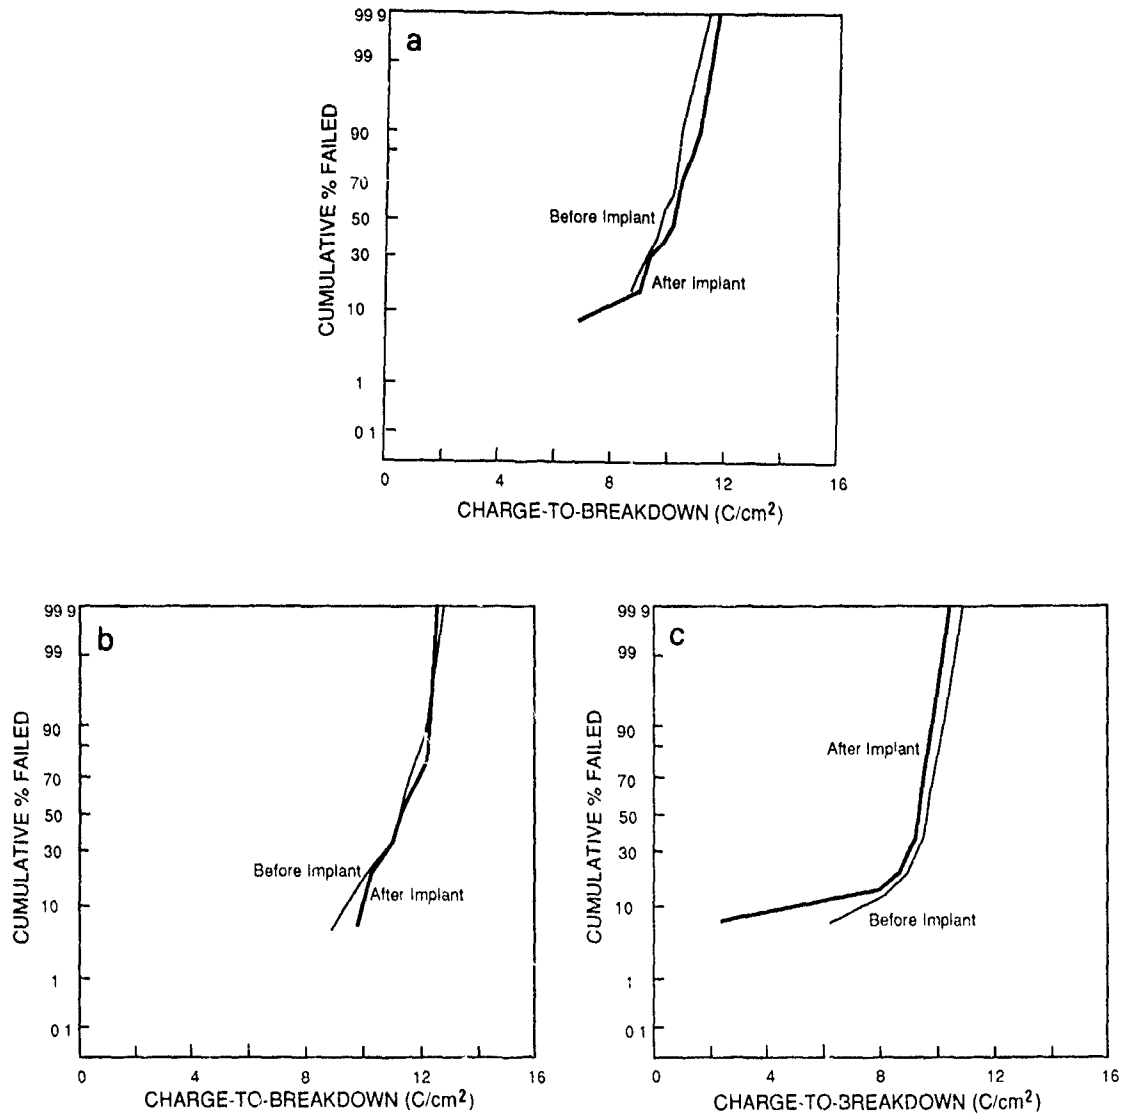 a
99 9
99
90
70
50
30
10
1
0 1
CUMULATIVE % FAILED
Before Implant
After Implant
0 4 8 12 16
CHARGE-TO-BREAKDOWN (C/cm²)
b
99 9
99
90
70
50
30
10
1
0 1
CUMULATIVE % FAILED
Before Implant
After Implant
0 4 8 12 16
CHARGE-TO-BREAKDOWN (C/cm²)
c
99 9
99
90
70
50
30
10
1
0 1
CUMULATIVE % FAILED
After Implant
Before Implant
0 4 8 12 16
CHARGE-TO-3REAKDOWN (C/cm²)